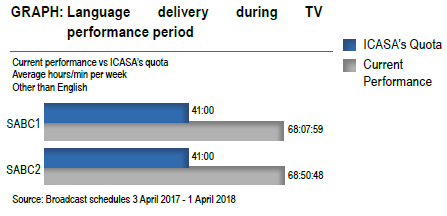 GRAPH: Language delivery during TV
performance period
ICASA's Quota
Current
Performance
Current performance vs ICASA's quota
Average hours/min per week
Other than English
SABC1
41:00
68:07:59
SABC2
41:00
68:50:48
Source: Broadcast schedules 3 April 2017 - 1 April 2018